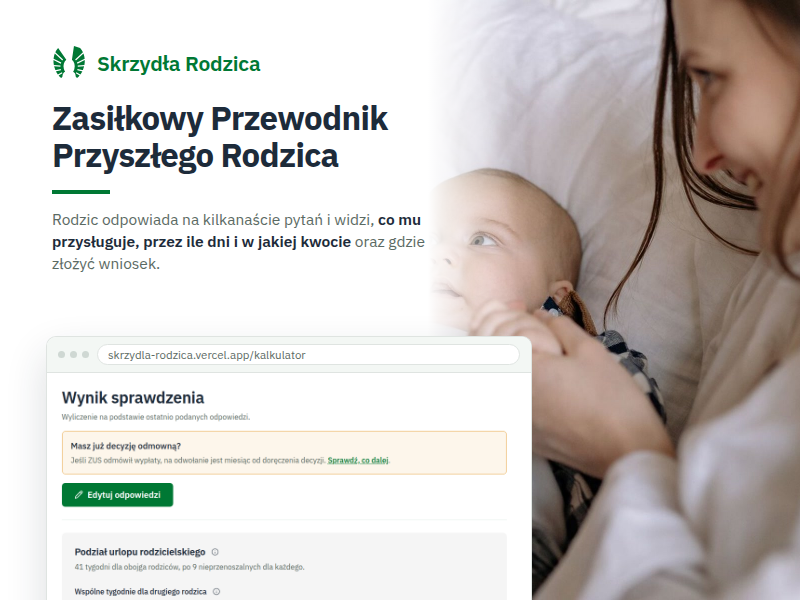 Skrzydła Rodzica
Zasiłkowy Przewodnik
Przyszłego Rodzica
Rodzic odpowiada na kilkanaście pytań i widzi, co mu
przysługuje, przez ile dni i w jakiej kwocie oraz gdzie
złożyć wniosek.
skrzydla-rodzica.vercel.app/kalkulator
Wynik sprawdzenia
Wyliczenie na podstawie ostatnio podanych odpowiedzi.
Masz już decyzję odmowną?
Jeśli ZUS odmówił wypłaty, na odwołanie jest miesiąc od doręczenia decyzji. Sprawdź, co dalej.
Edytuj odpowiedzi
Podział urlopu rodzicielskiego
41 tygodni dla obojga rodziców, po 9 nieprzenoszalnych dla każdego.
Wspólne tygodnie dla drugiego rodzica